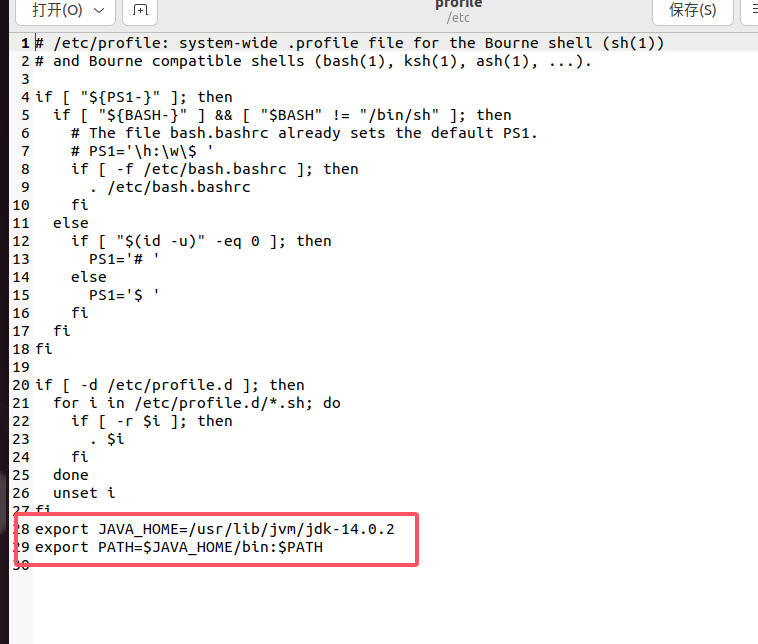 打开(O)
profile
/etc
保存(S)
1 # /etc/profile: system-wide .profile file for the Bourne shell (sh(1))
2 # and Bourne compatible shells (bash(1), ksh(1), ash(1), ...).
3
4 if [ "${PS1-}" ]; then
5   if [ "${BASH-}" ] && [ "$BASH" != "/bin/sh" ]; then
6     # The file bash.bashrc already sets the default PS1.
7     # PS1='\h:\w\$ '
8     if [ -f /etc/bash.bashrc ]; then
9       . /etc/bash.bashrc
10     fi
11   else
12     if [ "$(id -u)" -eq 0 ]; then
13       PS1='# '
14     else
15       PS1='$ '
16     fi
17   fi
18 fi
19
20 if [ -d /etc/profile.d ]; then
21   for i in /etc/profile.d/*.sh; do
22     if [ -r $i ]; then
23       . $i
24     fi
25   done
26   unset i
27 fi
28 export JAVA_HOME=/usr/lib/jvm/jdk-14.0.2
29 export PATH=$JAVA_HOME/bin:$PATH
30